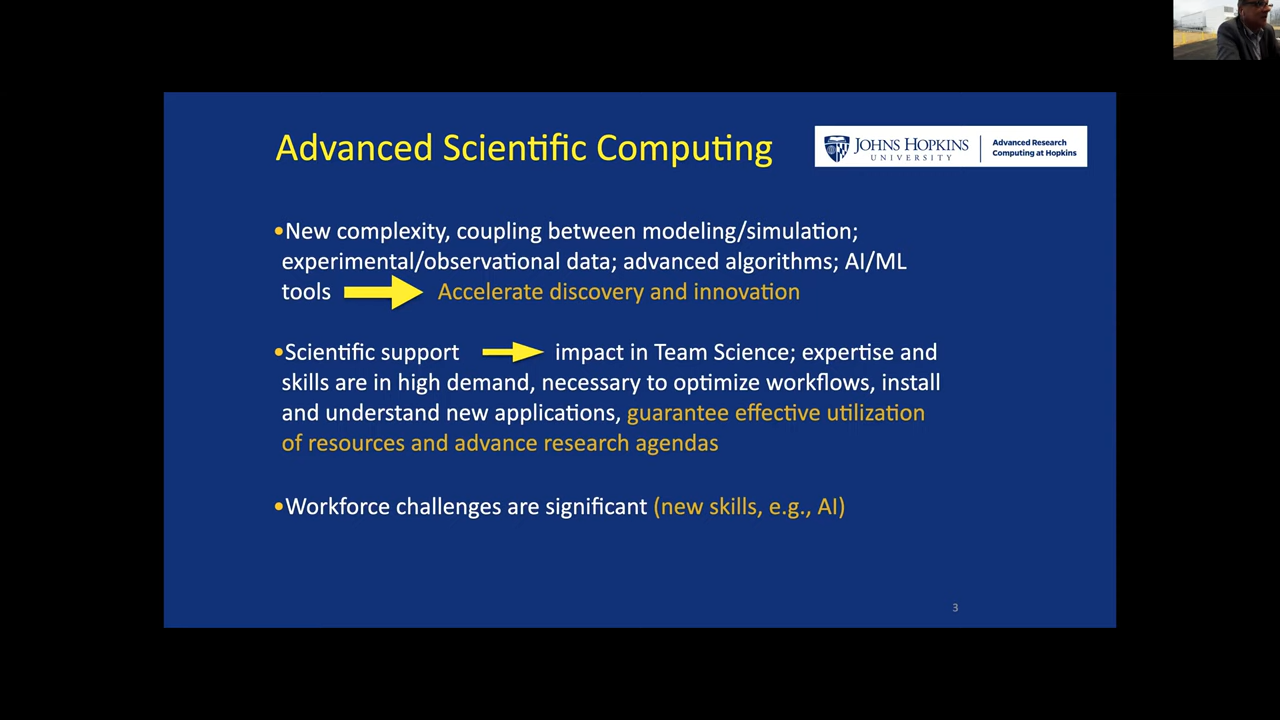 Advanced Scientific Computing
JOHNS HOPKINS
UNIVERSITY
Advanced Research
Computing at Hopkins
•New complexity, coupling between modeling/simulation;
experimental/observational data; advanced algorithms; AI/ML
tools Accelerate discovery and innovation
•Scientific support impact in Team Science; expertise and
skills are in high demand, necessary to optimize workflows, install
and understand new applications, guarantee effective utilization
of resources and advance research agendas
•Workforce challenges are significant (new skills, e.g., AI)
3